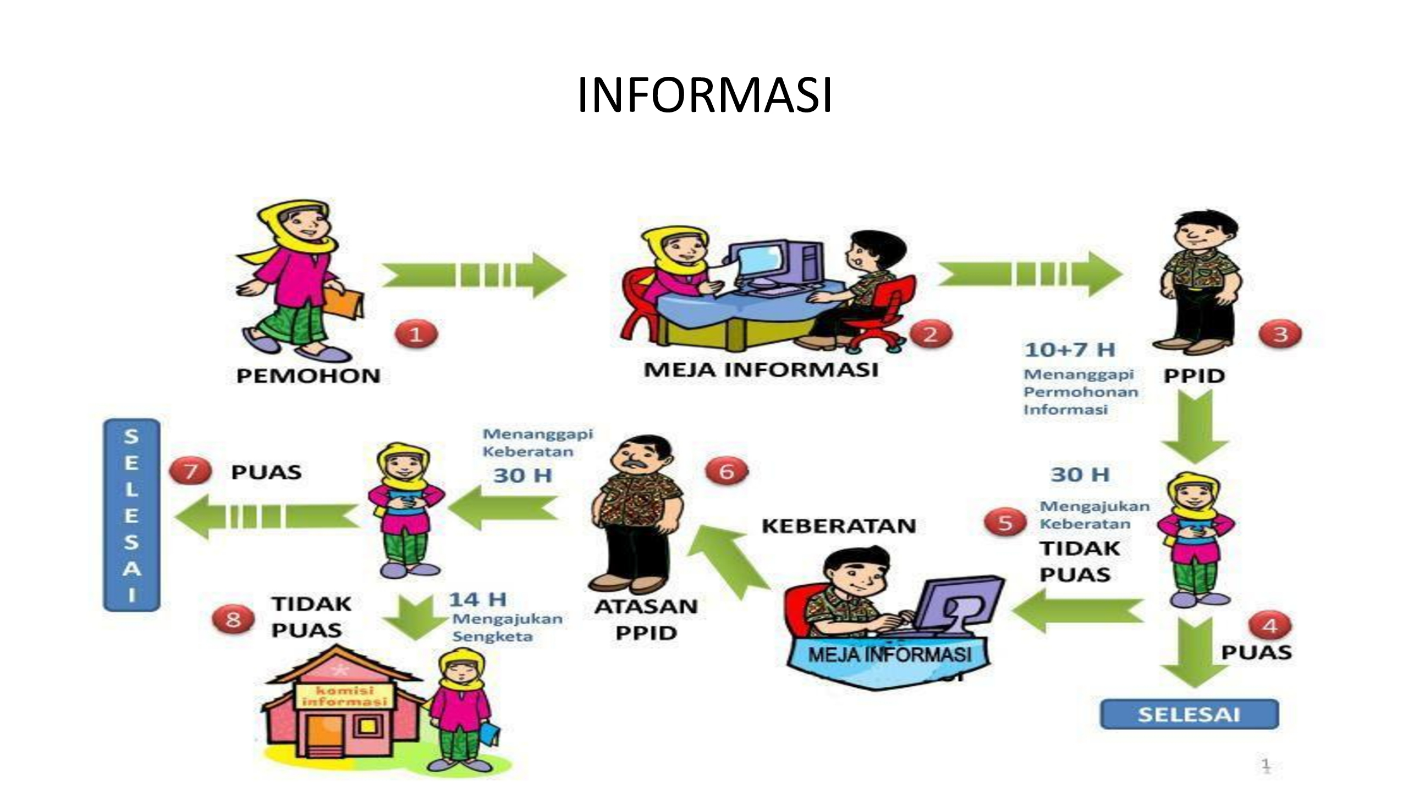 INFORMASI
1
PEMOHON
2
MEJA INFORMASI
3
PPID
10+7 H
Menanggapi
Permohonan
Informasi
30 H
Mengajukan
Keberatan
5
TIDAK
PUAS
4
PUAS
SELESAI
KEBERATAN
MEJA INFORMASI
6
ATASAN
PPID
Menanggapi
Keberatan
30 H
7
PUAS
SELESAI
8
TIDAK
PUAS
14 H
Mengajukan
Sengketa
komisi
informasi
1